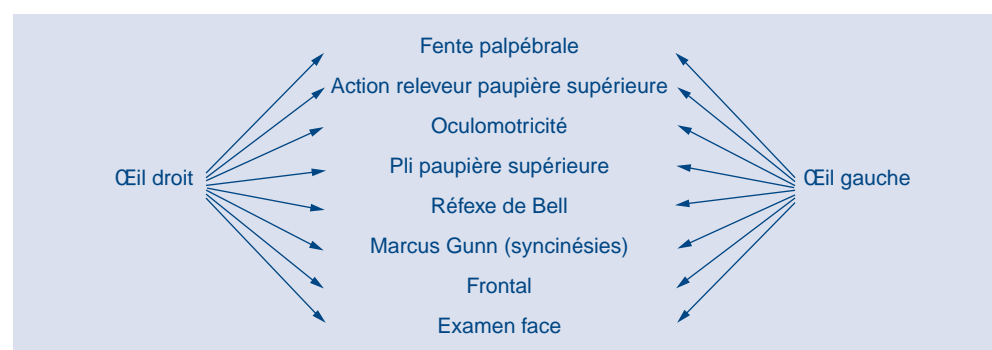 Fente palpébrale
Action releveur paupière supérieure
Oculomotricité
Pli paupière supérieure
Œil droit
Œil gauche
Réfexe de Bell
Marcus Gunn (syncinésies)
Frontal
Examen face